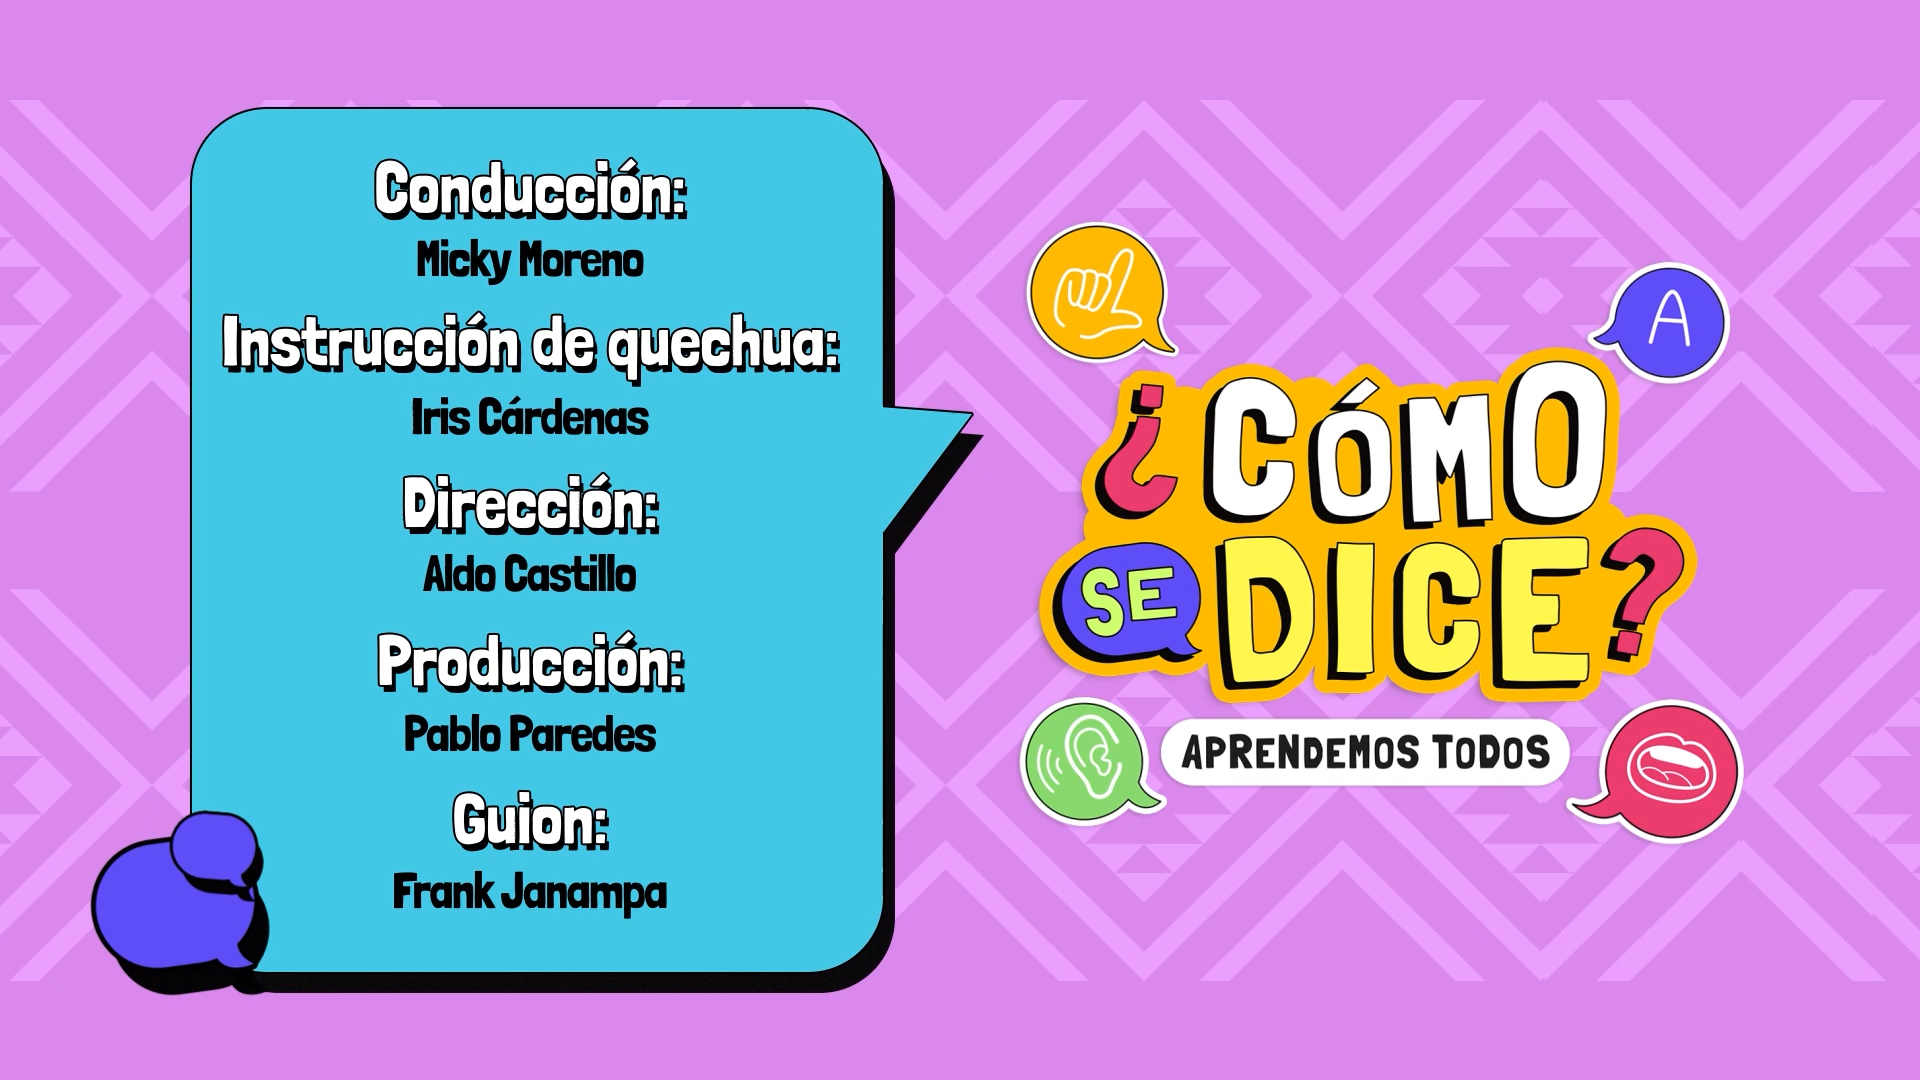 Conducción:
Micky Moreno
Instrucción de quechua:
Iris Cárdenas
Dirección:
Aldo Castillo
Producción:
Pablo Paredes
Guion:
Frank Janampa
A
¿CÓMO
SE DICE?
APRENDEMOS TODOS